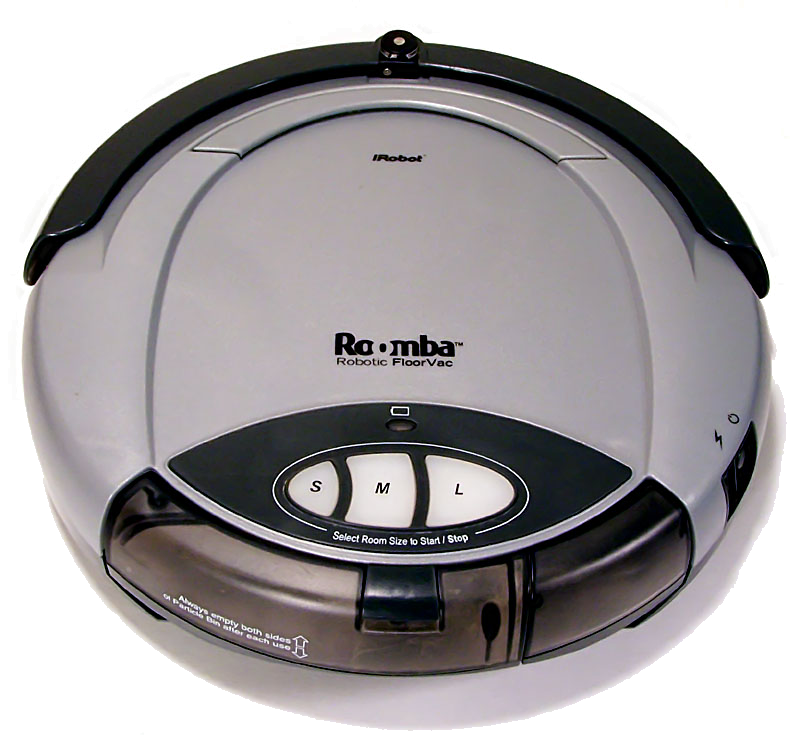 iRobot
Roomba™
Robotic FloorVac
S M L
Select Room Size to Start / Stop
Always empty both sides
of Particle Bin after each use